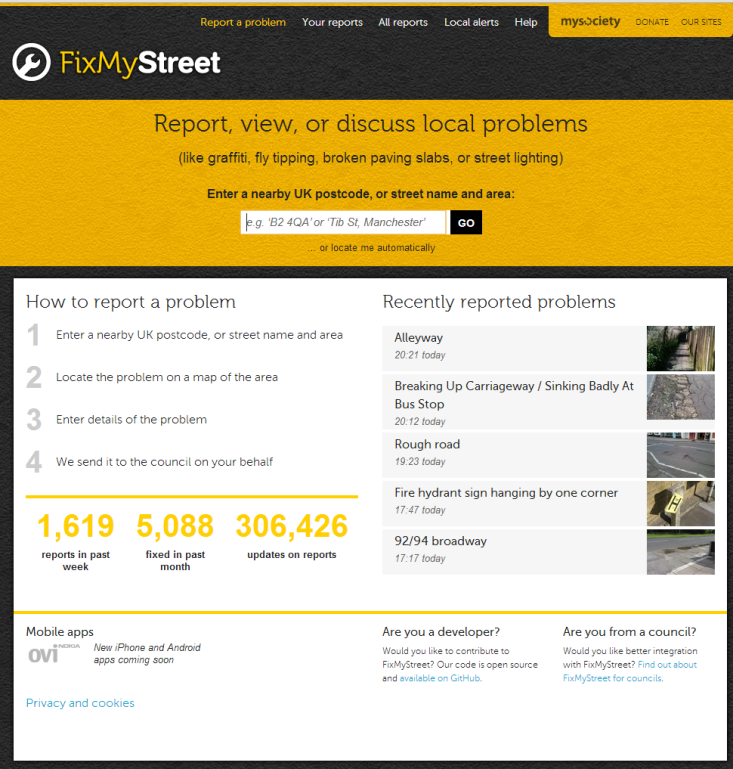 Report a problem Your reports All reports Local alerts Help mysociety DONATE OUR SITES
FixMyStreet
Report, view, or discuss local problems
(like graffiti, fly tipping, broken paving slabs, or street lighting)
Enter a nearby UK postcode, or street name and area:
e.g. ‘B2 4QA’ or ‘Tib St, Manchester’ GO
... or locate me automatically
How to report a problem
1 Enter a nearby UK postcode, or street name and area
2 Locate the problem on a map of the area
3 Enter details of the problem
4 We send it to the council on your behalf
1,619 5,088 306,426
reports in past fixed in past updates on reports
week month
Recently reported problems
Alleyway
20:21 today
Breaking Up Carriageway / Sinking Badly At
Bus Stop
20:12 today
Rough road
19:23 today
Fire hydrant sign hanging by one corner
17:47 today
92/94 broadway
17:17 today
Mobile apps
ovi NOKIA
New iPhone and Android
apps coming soon
Privacy and cookies
Are you a developer?
Would you like to contribute to
FixMyStreet? Our code is open source
and available on GitHub.
Are you from a council?
Would you like better integration
with FixMyStreet? Find out about
FixMyStreet for councils.